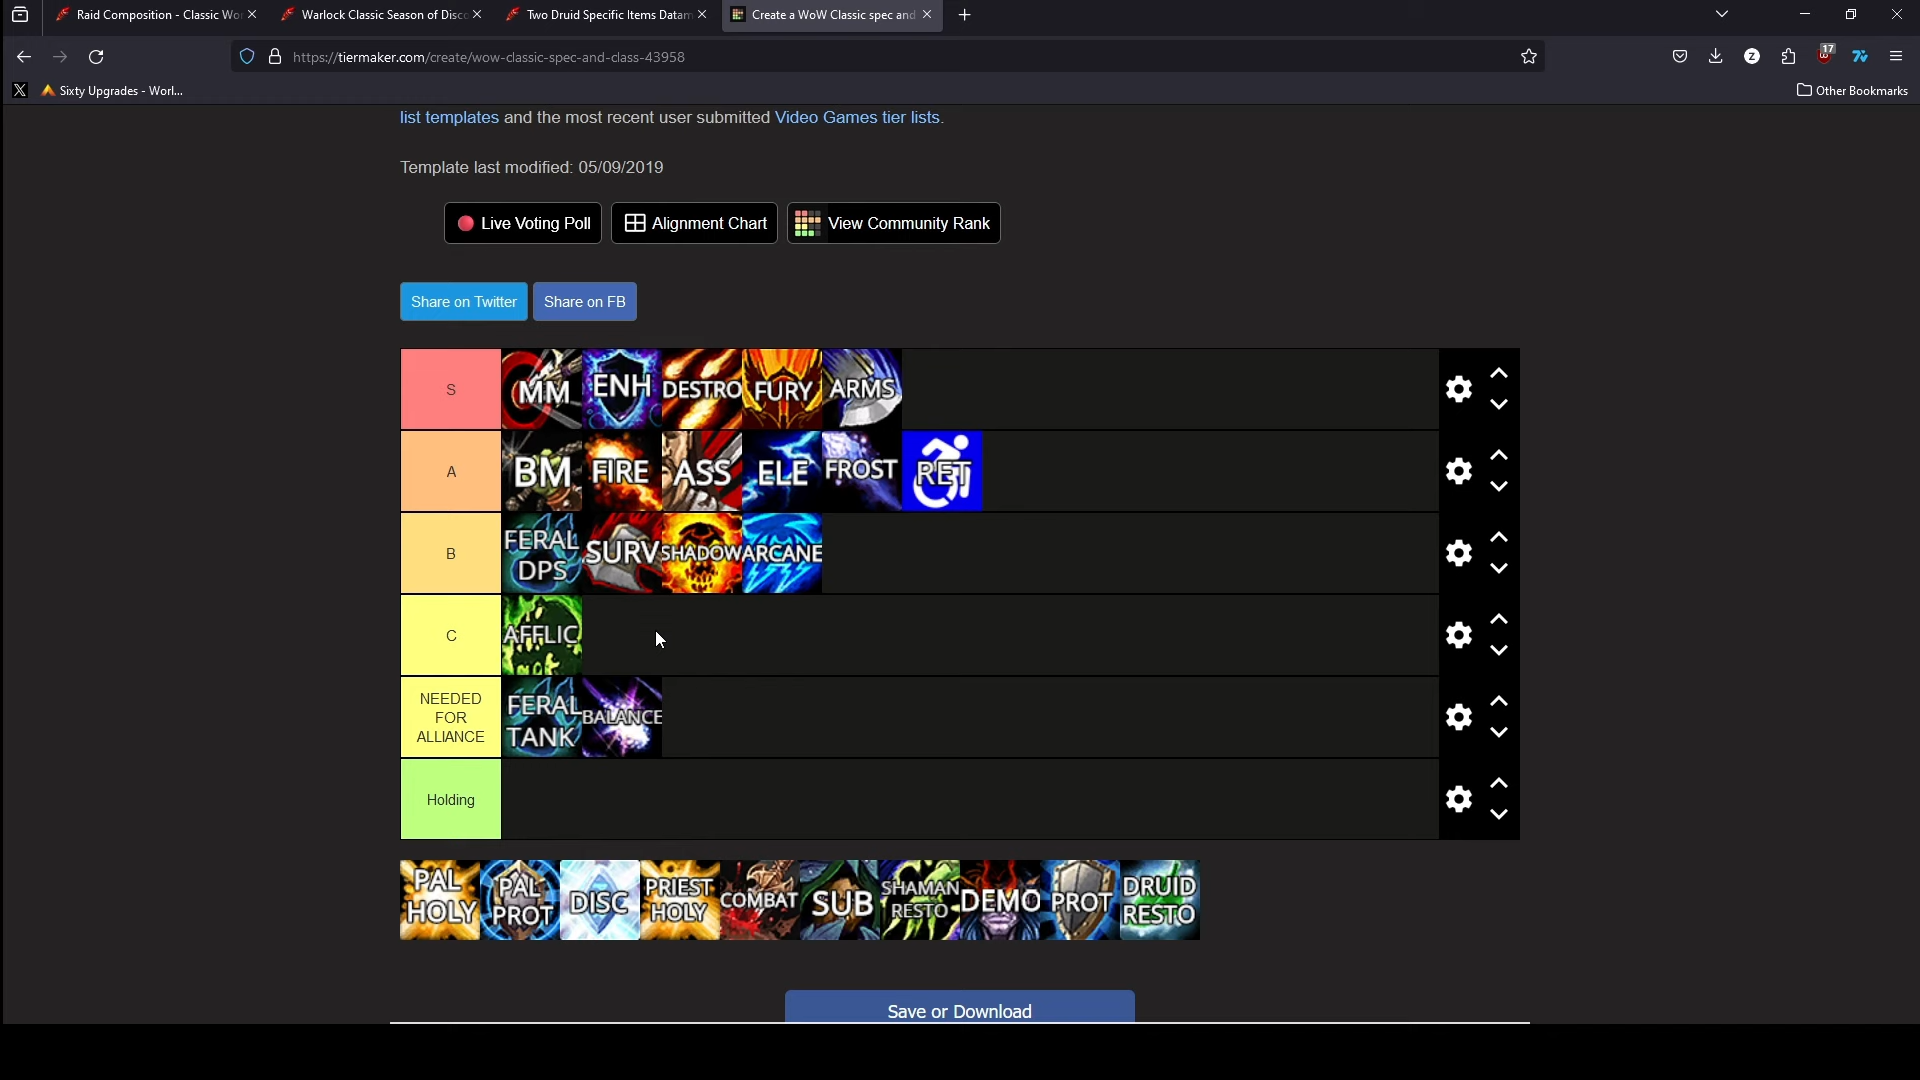 Raid Composition - Classic Wo
Warlock Classic Season of Disco
Two Druid Specific Items Datam
Create a WoW Classic spec and
https://tiermaker.com/create/wow-classic-spec-and-class-43958
Z
17
Sixty Upgrades - Worl...
Other Bookmarks
list templates and the most recent user submitted Video Games tier lists.
Template last modified: 05/09/2019
Live Voting Poll
Alignment Chart
View Community Rank
Share on Twitter
Share on FB
S
MM
ENH
DESTRO
FURY
ARMS
A
BM
FIRE
ASS
ELE
FROST
RET
B
FERAL
DPS
SURV
SHADOW
ARCANE
C
AFFLIC
NEEDED
FOR
ALLIANCE
FERAL
TANK
BALANCE
Holding
PAL
HOLY
PAL
PROT
DISC
PRIEST
HOLY
COMBAT
SUB
SHAMAN
RESTO
DEMO
PROT
DRUID
RESTO
Save or Download